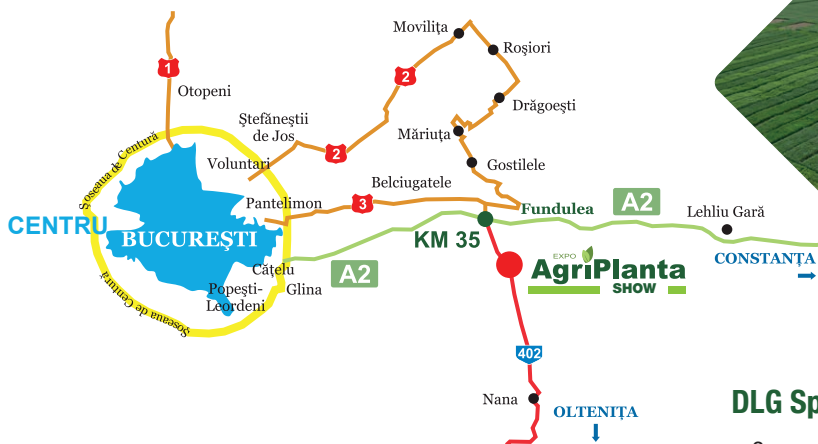 Movilița
Roșiori
1
2
Otopeni
Drăgoești
Ștefăneștii
de Jos
Măriuța
2
Șoseaua de Centură
Voluntari
Gostilele
Belciugatele
Pantelimon
3
Fundulea
A2
Lehliu Gară
CENTRU
BUCUREȘTI
KM 35
CONSTANȚA
EXPO
AgriPlanta
SHOW
Cățelu
A2
Popești-
Leordeni
Glina
Șoseaua de Centură
402
Nana
OLTENIȚA
DLG Sp